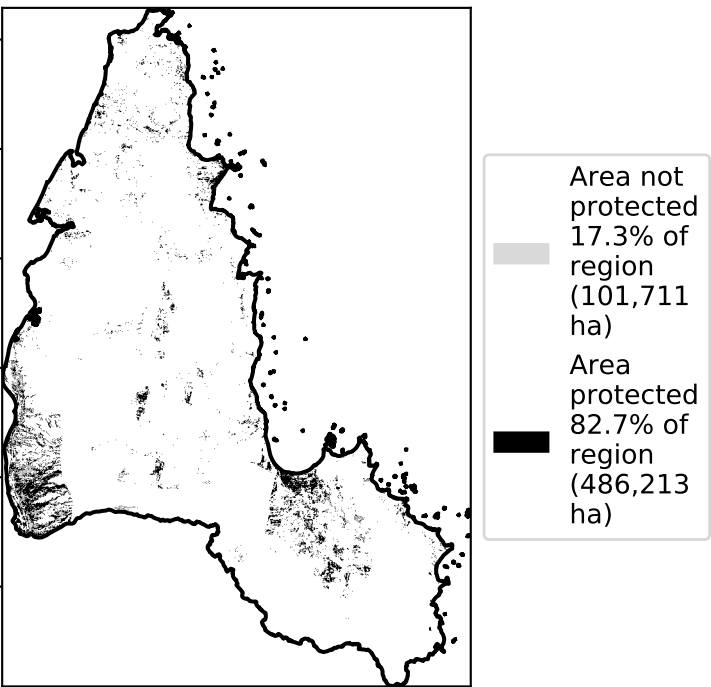 Area not
protected
17.3% of
region
(101,711
ha)
Area
protected
82.7% of
region
(486,213
ha)